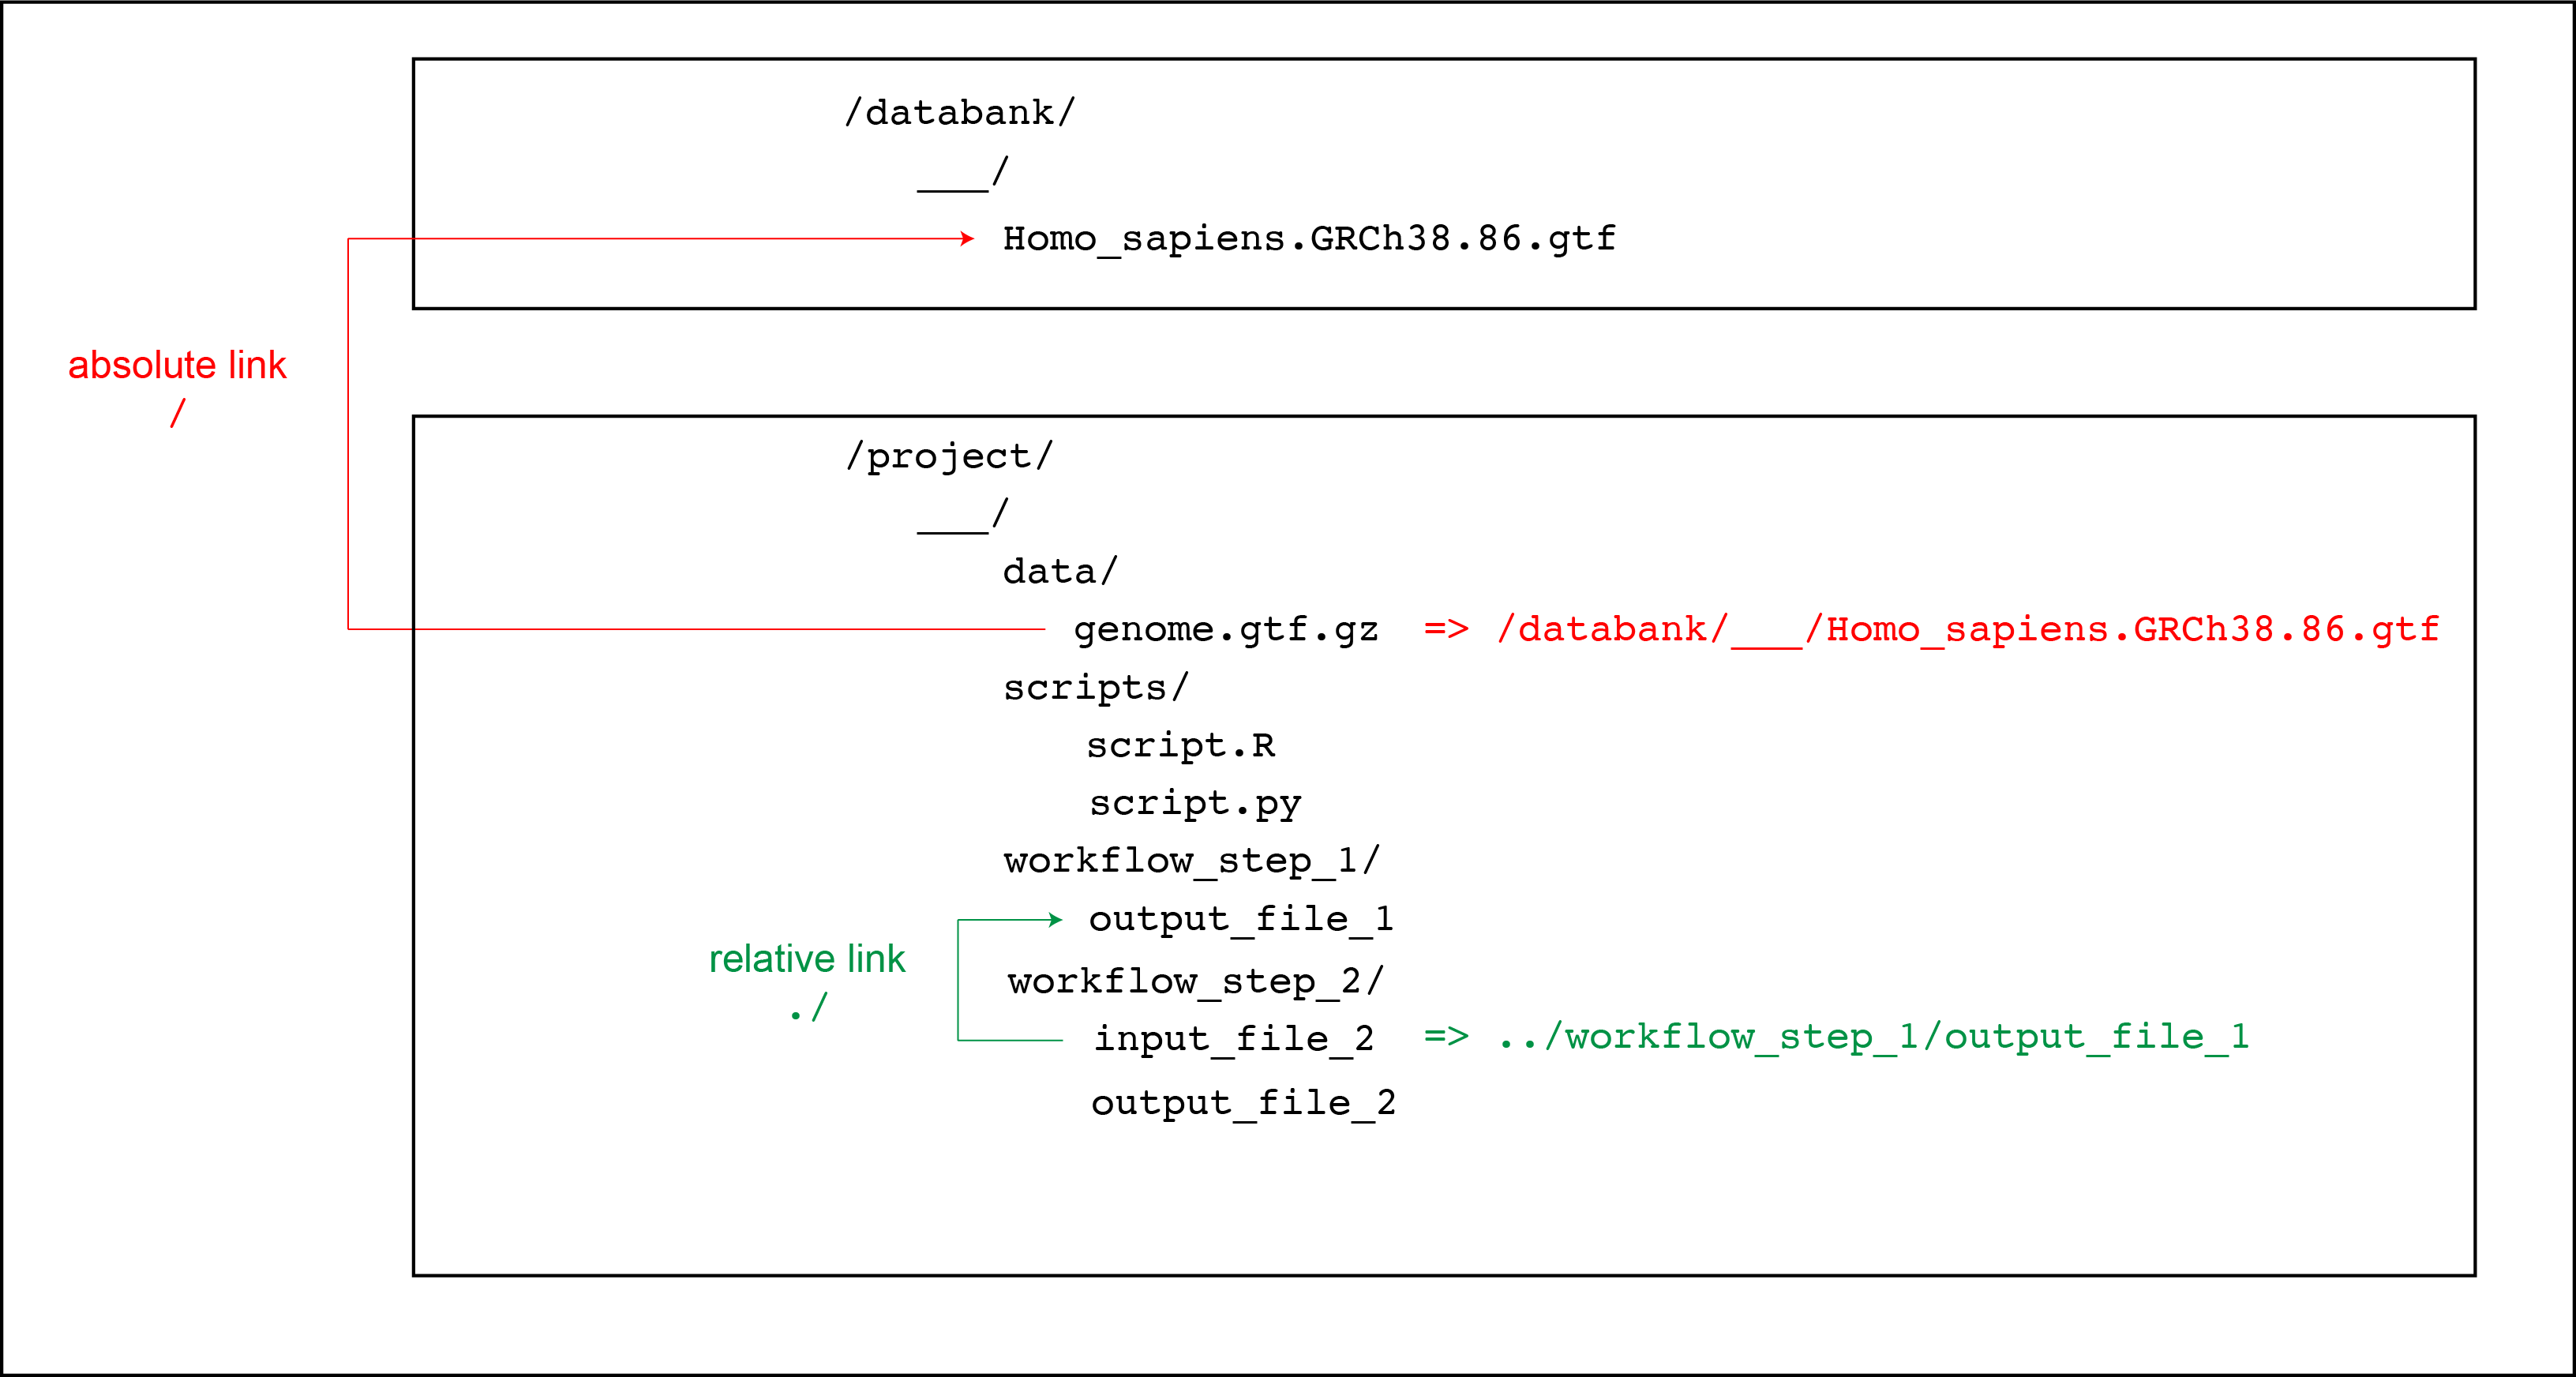 /databank/
___/
Homo_sapiens.GRCh38.86.gtf
absolute link
/
/project/
___/
data/
genome.gtf.gz => /databank/___/Homo_sapiens.GRCh38.86.gtf
scripts/
script.R
script.py
workflow_step_1/
output_file_1
relative link
./
workflow_step_2/
input_file_2 => ../workflow_step_1/output_file_1
output_file_2